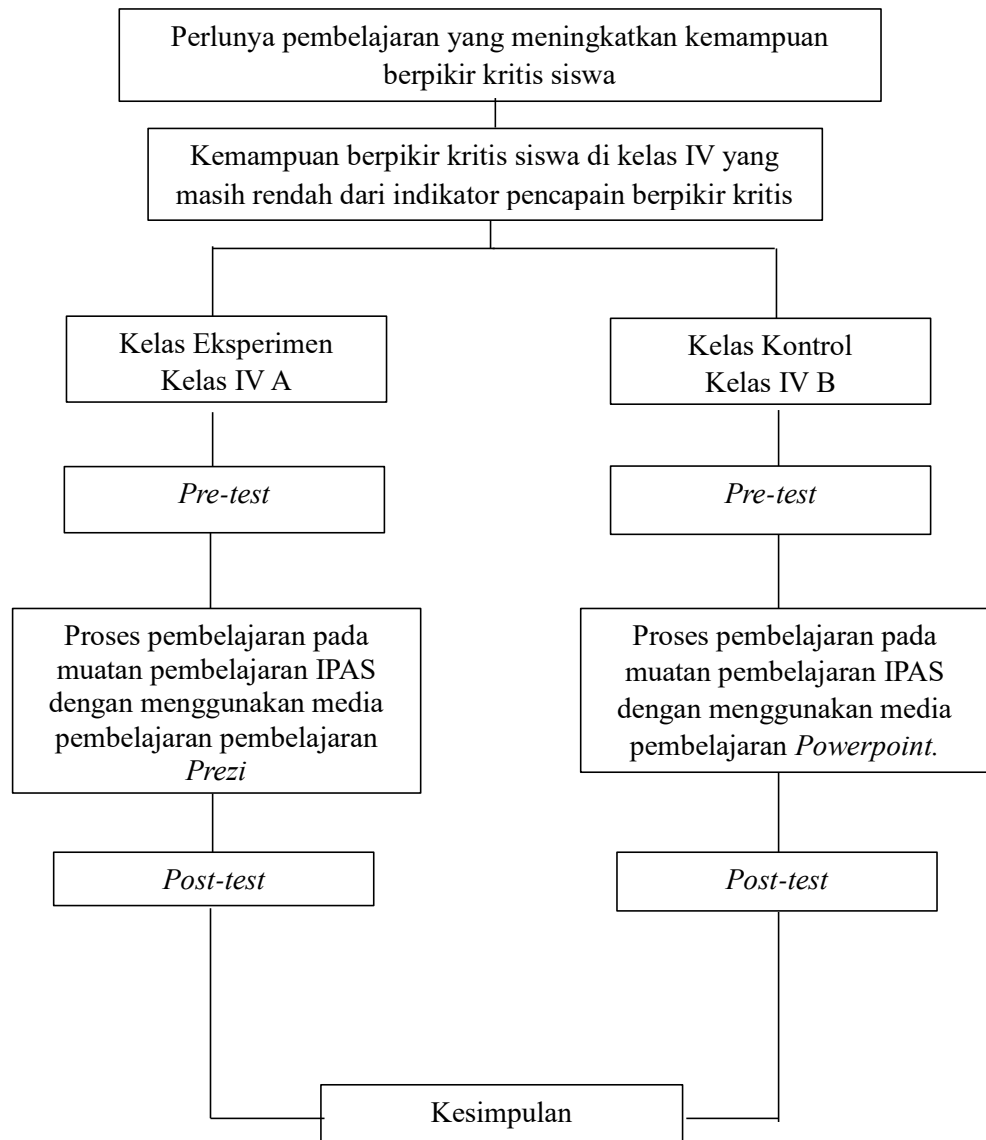 Perlunya pembelajaran yang meningkatkan kemampuan
berpikir kritis siswa
Kemampuan berpikir kritis siswa di kelas IV yang
masih rendah dari indikator pencapain berpikir kritis
Kelas Eksperimen
Kelas IV A
Kelas Kontrol
Kelas IV B
Pre-test
Pre-test
Proses pembelajaran pada
muatan pembelajaran IPAS
dengan menggunakan media
pembelajaran pembelajaran
Prezi
Proses pembelajaran pada
muatan pembelajaran IPAS
dengan menggunakan media
pembelajaran Powerpoint.
Post-test
Post-test
Kesimpulan